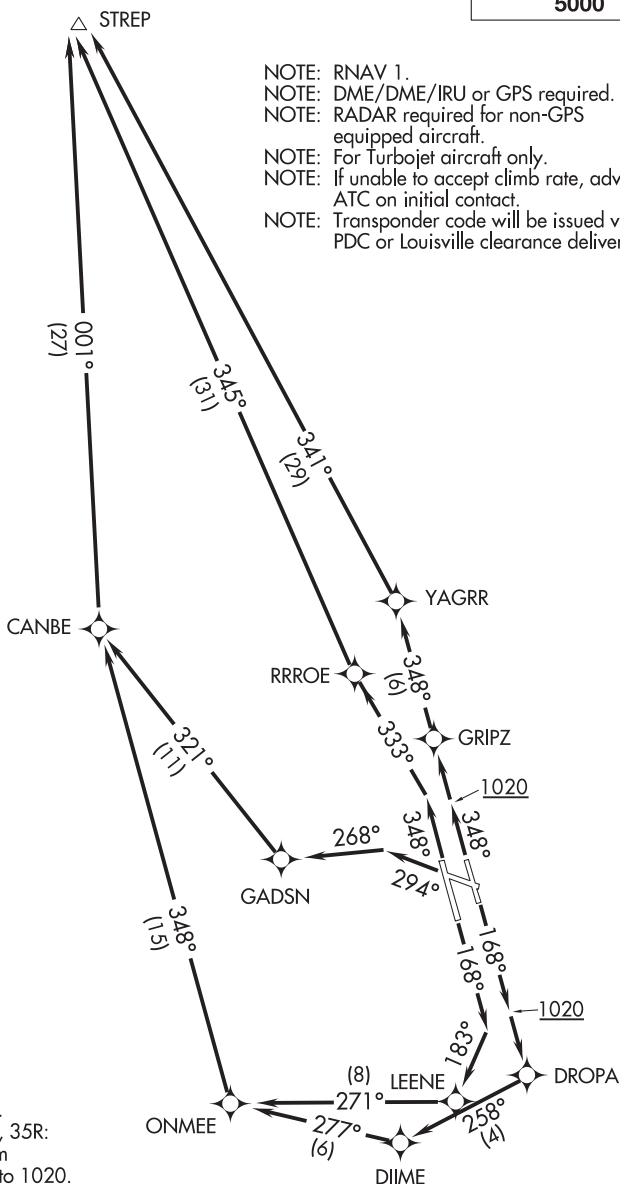 5000
STREP
NOTE: RNAV 1.
NOTE: DME/DME/IRU or GPS required.
NOTE: RADAR required for non-GPS
equipped aircraft.
NOTE: For Turbojet aircraft only.
NOTE: If unable to accept climb rate, adv
ATC on initial contact.
NOTE: Transponder code will be issued v
PDC or Louisville clearance deliver
001°
(27)
345°
(31)
341°
(29)
YAGRR
CANBE
RRROE
348°
(6)
GRIPZ
333°
321°
(11)
1020
348°
348°
268°
294°
GADSN
348°
(15)
168°
168°
1020
183°
DROPA
LEENE
(8)
271°
258°
(4)
ONMEE
277°
(6)
DIIME
, 35R:
to 1020.